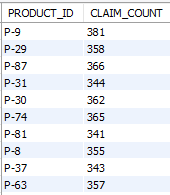 PRODUCT_ID CLAIM_COUNT
P-9 381
P-29 358
P-87 366
P-31 344
P-30 362
P-74 365
P-81 341
P-8 355
P-37 343
P-63 357